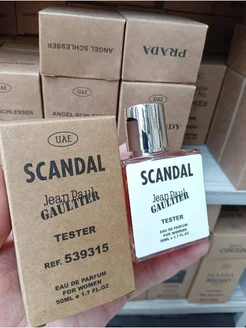 ANGEL SCHLESSER
PRADA
UAE
ANGEL SCHLESSER
UAE
SCANDAL
Jean Paul
GAULTIER
TESTER
REF. 539315
EAU DE PARFUM
FOR WOMEN
50ML e 1.7 FL.OZ
SCANDAL
Jean Paul
GAULTIER
TESTER
EAU DE PARFUM
FOR WOMEN
50ML e 1.7 FL.OZ